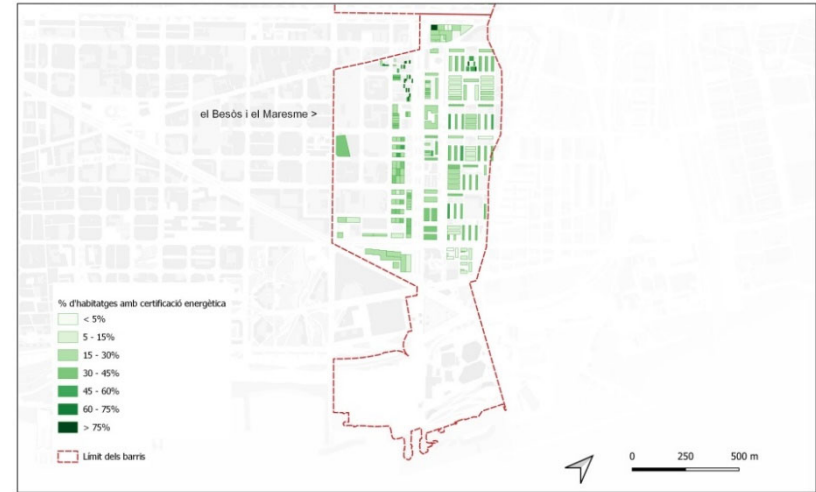 el Besòs i el Maresme >
% d'habitatges amb certificació energètica
< 5%
5 - 15%
15 - 30%
30 - 45%
45 - 60%
60 - 75%
> 75%
Límit dels barris
0 250 500 m